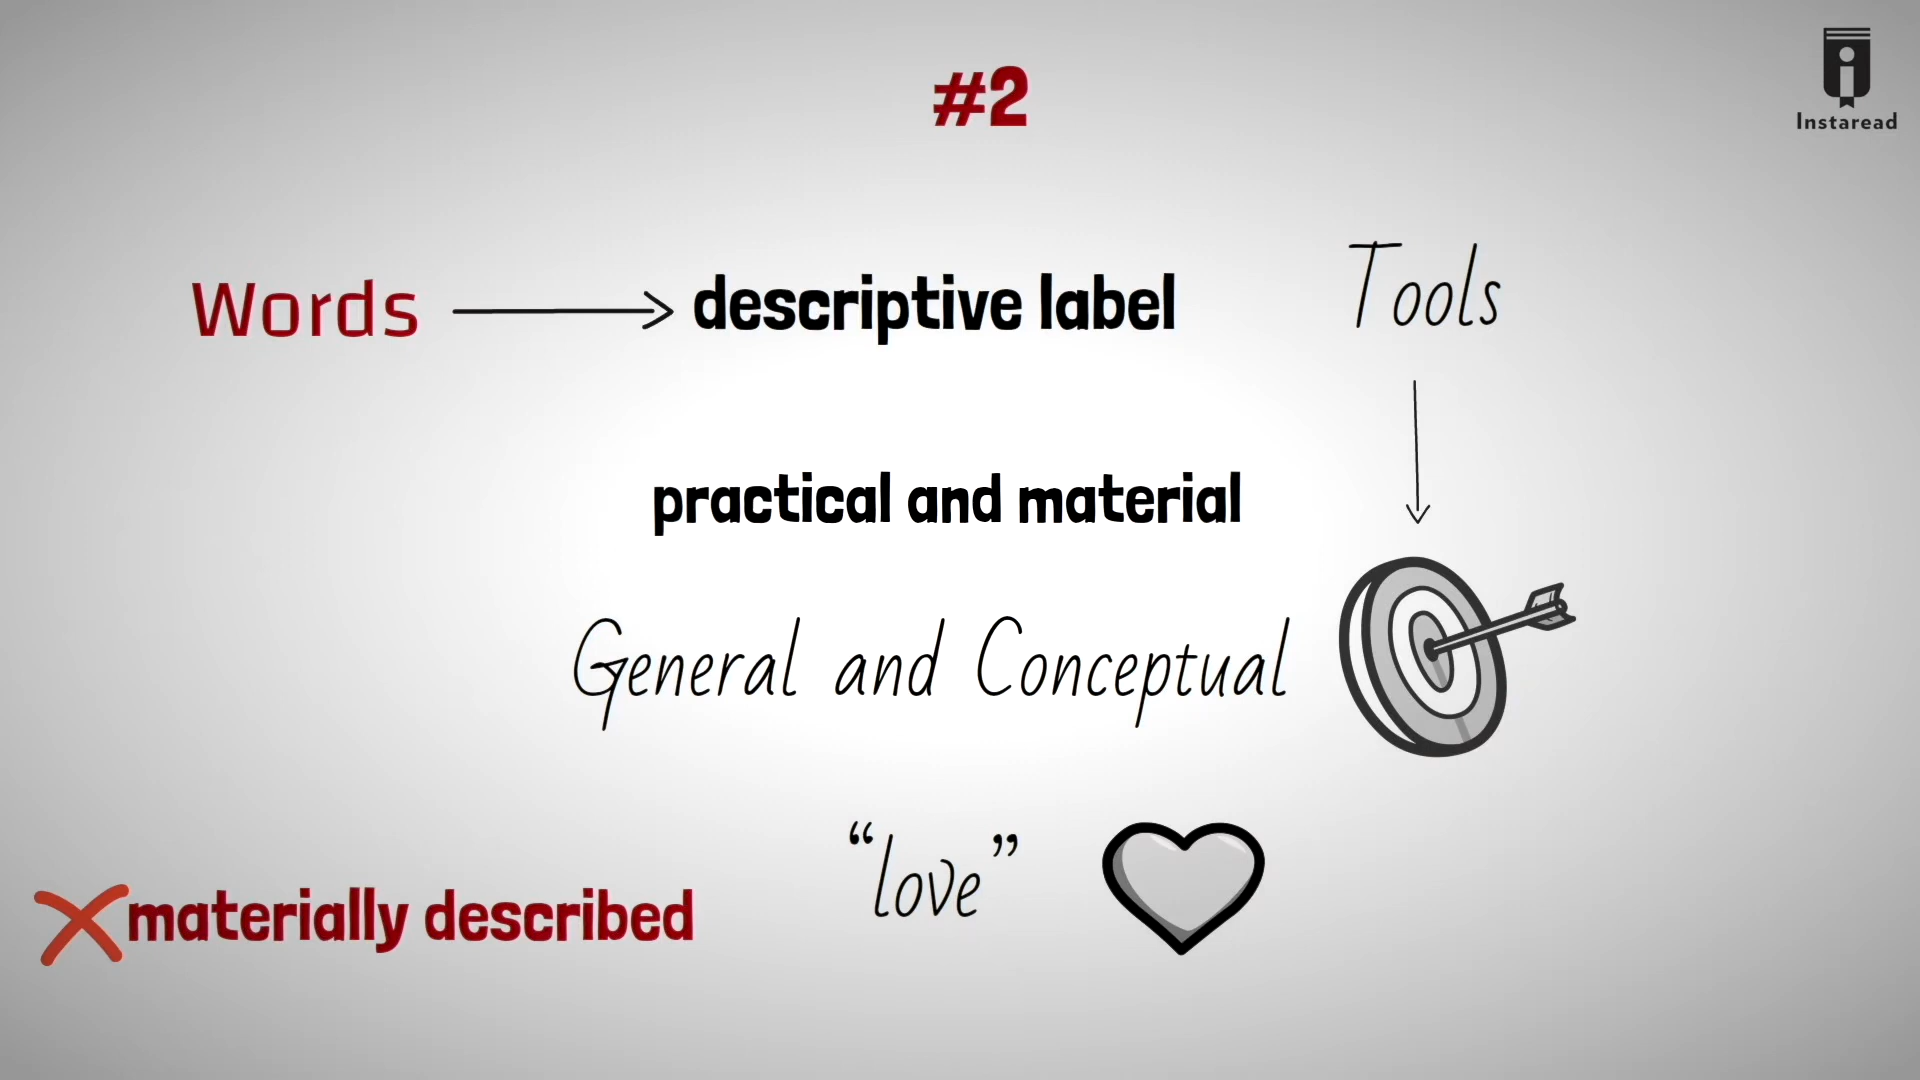 #2
Instaread
Words
descriptive label
Tools
practical and material
General and Conceptual
“love”
materially described